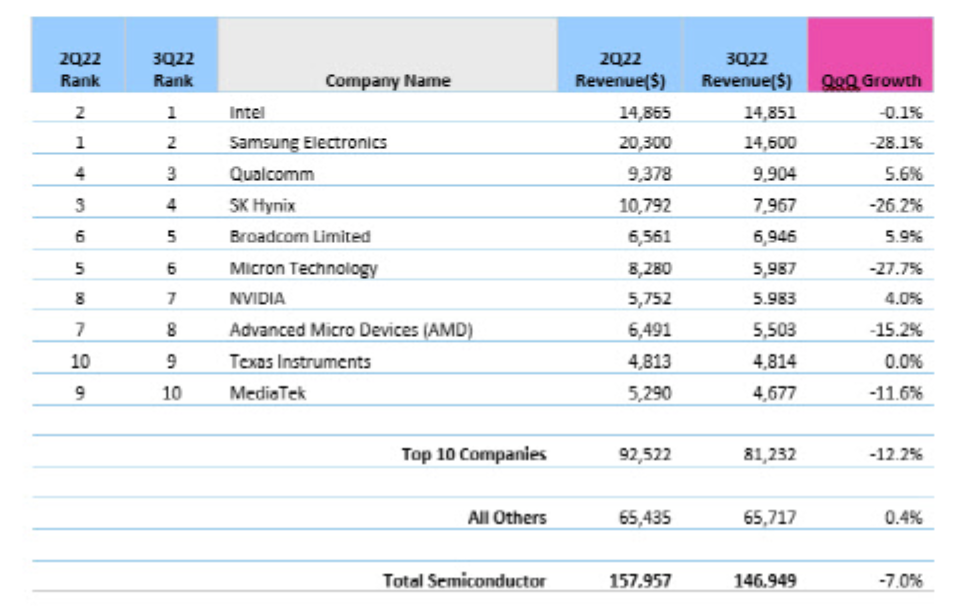 2Q22 Rank 3Q22 Rank Company Name 2Q22 Revenue($) 3Q22 Revenue($) QoQ Growth
2 1 Intel 14,865 14,851 -0.1%
1 2 Samsung Electronics 20,300 14,600 -28.1%
4 3 Qualcomm 9,378 9,904 5.6%
3 4 SK Hynix 10,792 7,967 -26.2%
6 5 Broadcom Limited 6,561 6,946 5.9%
5 6 Micron Technology 8,280 5,987 -27.7%
8 7 NVIDIA 5,752 5.983 4.0%
7 8 Advanced Micro Devices (AMD) 6,491 5,503 -15.2%
10 9 Texas Instruments 4,813 4,814 0.0%
9 10 MediaTek 5,290 4,677 -11.6%
Top 10 Companies 92,522 81,232 -12.2%
All Others 65,435 65,717 0.4%
Total Semiconductor 157,957 146,949 -7.0%